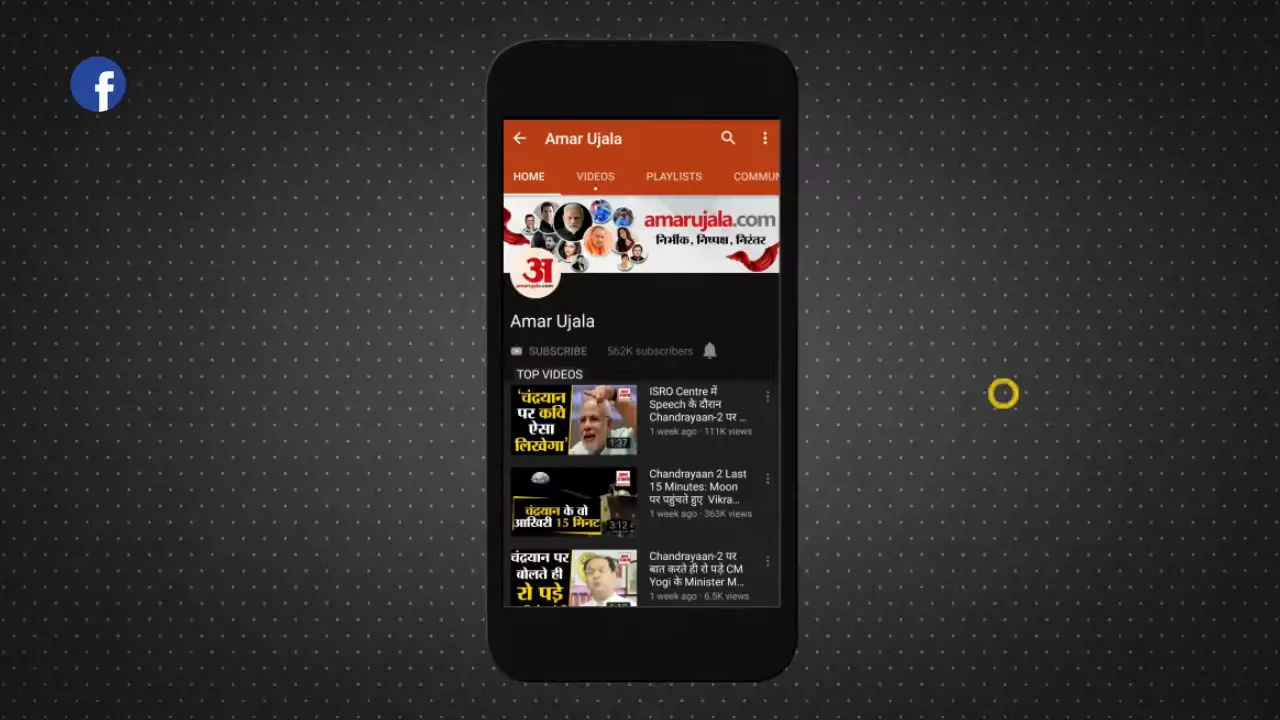 f
Amar Ujala
HOME VIDEOS PLAYLISTS COMMUN
amarujala.com
निर्भीक, निष्पक्ष, निरंतर
अ
amarujala.com
Amar Ujala
SUBSCRIBE 562K subscribers
TOP VIDEOS
'चंद्रयान
पर कवि
ऐसा
लिखेगा'
1:37
ISRO Centre में
Speech के दौरान
Chandrayaan-2 पर ...
1 week ago · 111K views
चंद्रयान के वो
आखिरी 15 मिनट
3:12
Chandrayaan 2 Last
15 Minutes: Moon
पर पहुंचते हुए Vikra...
1 week ago · 363K views
चंद्रयान पर
बोलते ही
रो पड़े
Chandrayaan-2 पर
बात करते ही रो पड़े CM
Yogi के Minister M...
1 week ago · 6.5K views